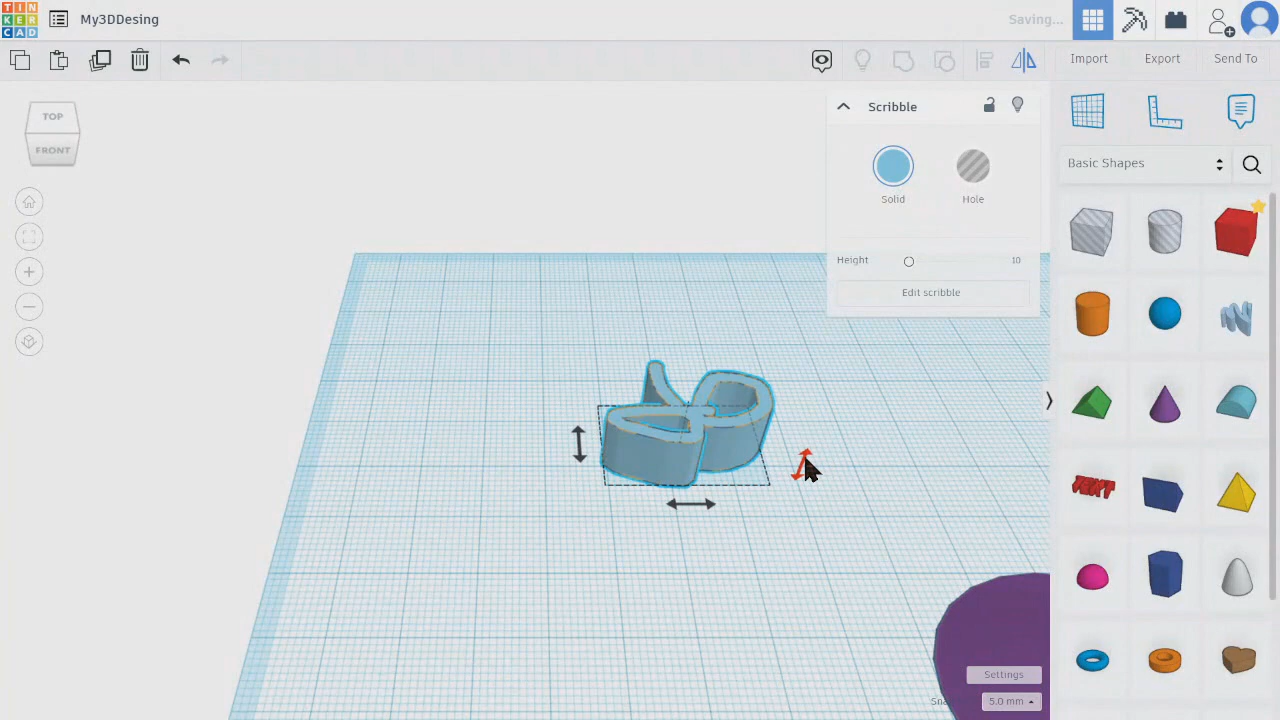 TIN
KER
CAD
My3DDesing
Saving...
Import
Export
Send To
TOP
FRONT
Scribble
Solid
Hole
Height
10
Edit scribble
Basic Shapes
TEXT
Settings
5.0 mm